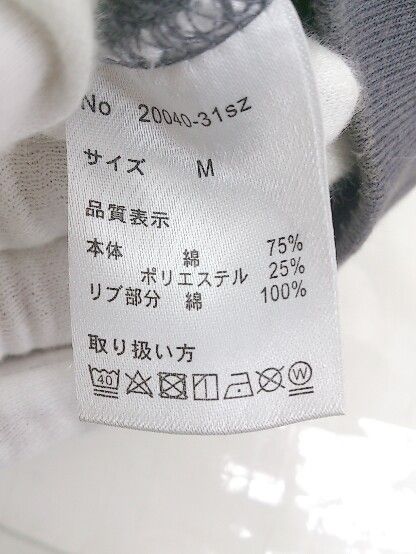 No 20040-31sz
サイズ M
品質表示
本体 綿 75%
ポリエステル 25%
リブ部分 綿 100%
取り扱い方
40 W